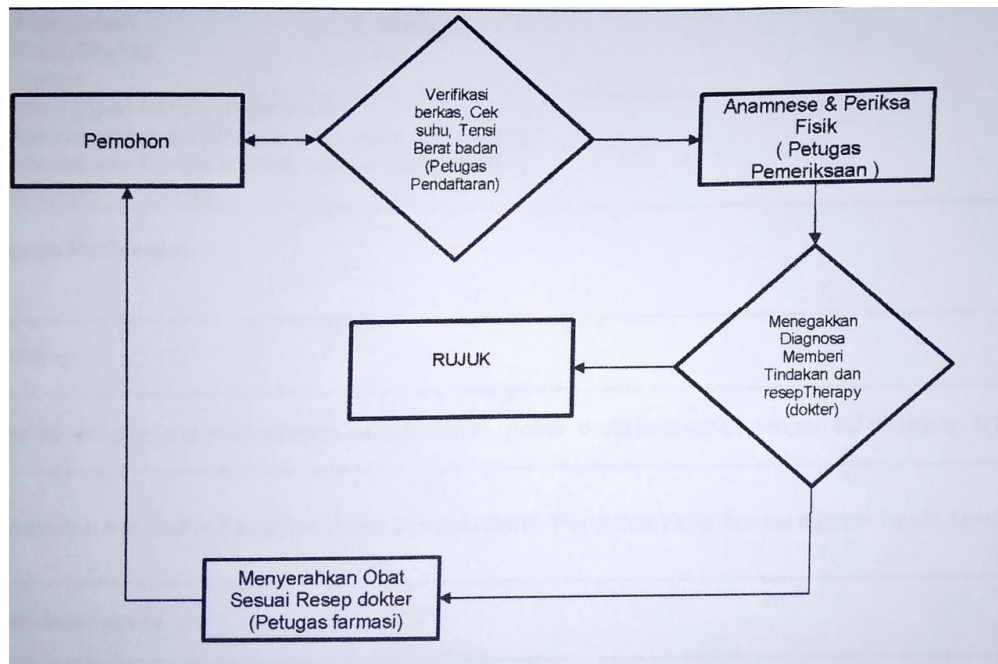 Pemohon
Verifikasi
berkas, Cek
suhu, Tensi
Berat badan
(Petugas
Pendaftaran)
Anamnese & Periksa
Fisik
( Petugas
Pemeriksaan )
Menegakkan
Diagnosa
Memberi
Tindakan dan
resepTherapy
(dokter)
RUJUK
Menyerahkan Obat
Sesuai Resep dokter
(Petugas farmasi)